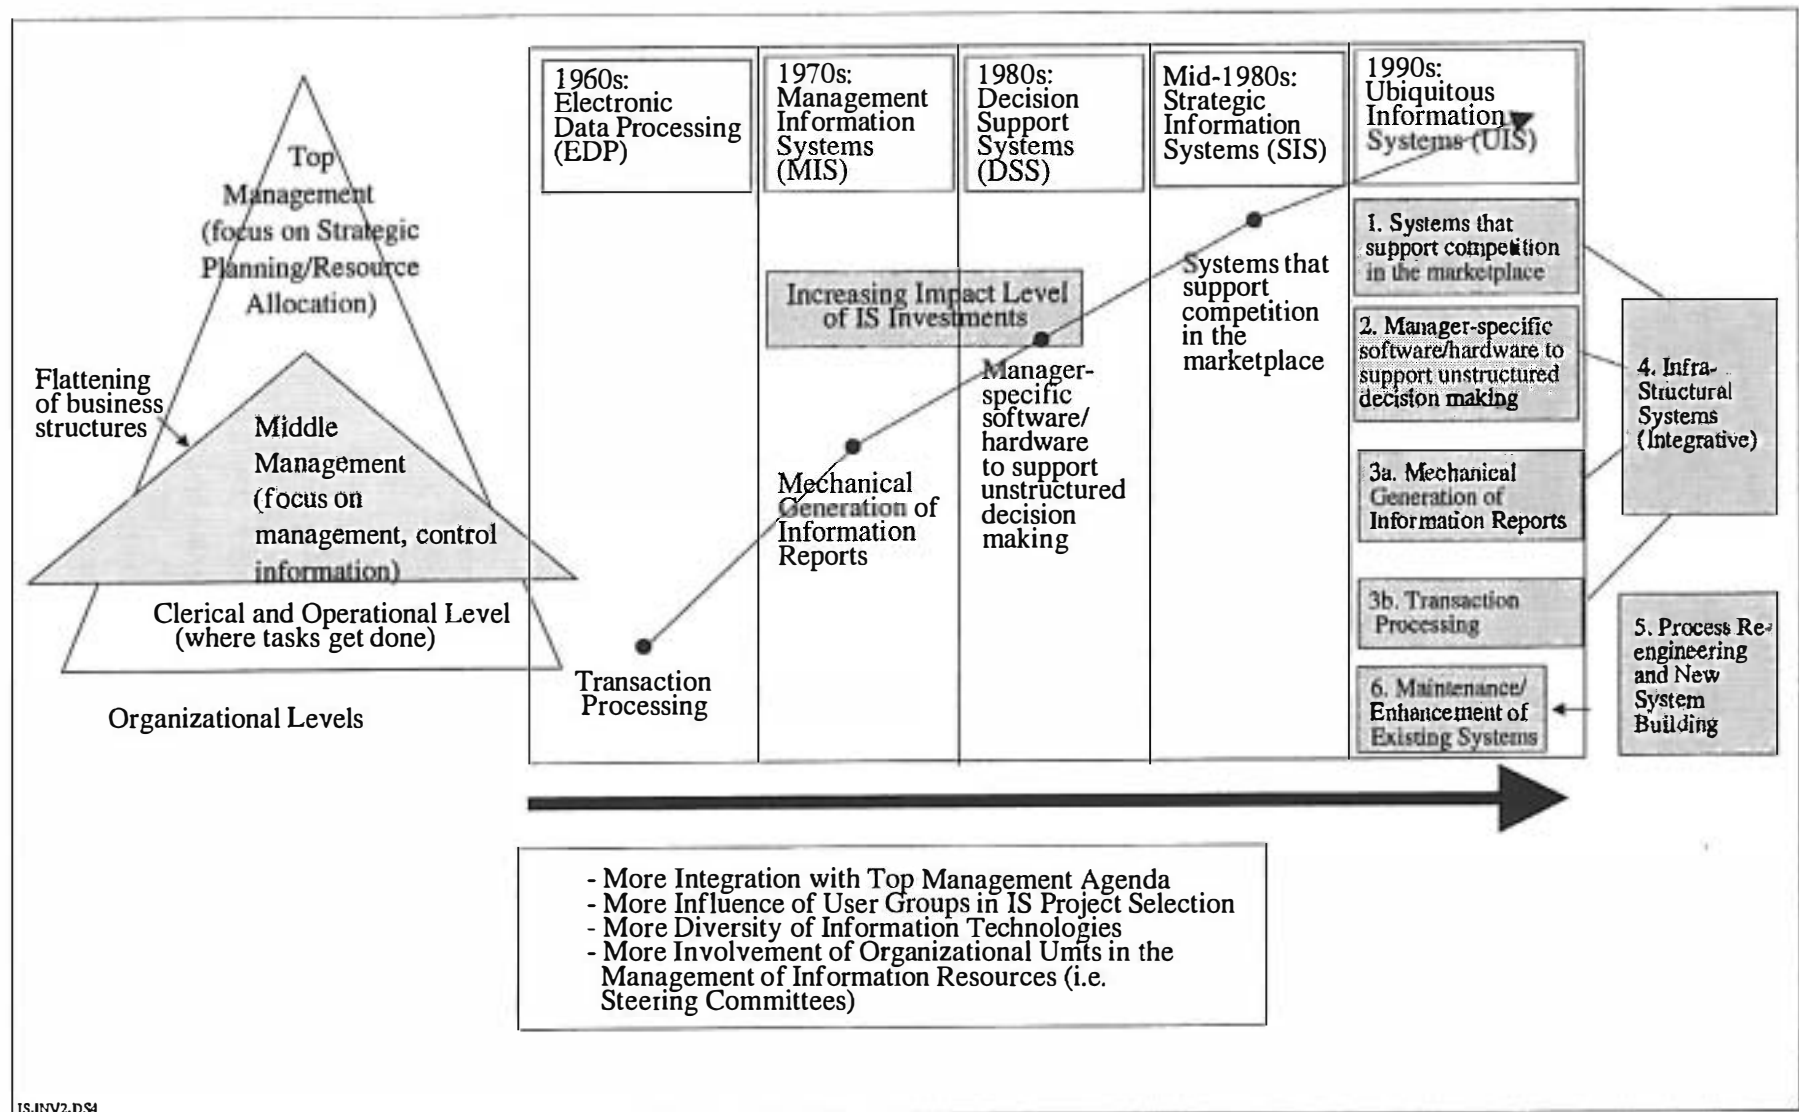 Top
Management
(focus on Strategic
Planning/Resource
Allocation)
Flattening
of business
structures
Middle
Management
(focus on
management, control
information)
Clerical and Operational Level
(where tasks get done)
Organizational Levels
1960s:
Electronic
Data Processing
(EDP)
Transaction
Processing
1970s:
Management
Information
Systems
(MIS)
Increasing Impact Level
of IS Investments
Mechanical
Generation of
Information
Reports
1980s:
Decision
Support
Systems
(DSS)
Manager-
specific
software/
hardware
to support
unstructured
decision
making
Mid-1980s:
Strategic
Information
Systems (SIS)
Systems that
support
competition
in the
marketplace
1990s:
Ubiquitous
Information
Systems (UIS)
1. Systems that
support competition
in the marketplace
2. Manager-specific
software/hardware to
support unstructured
decision making
3a. Mechanical
Generation of
Information Reports
3b. Transaction
Processing
6. Maintenance/
Enhancement of
Existing Systems
4. Infra-
Structural
Systems
(Integrative)
5. Process Re-
engineering
and New
System
Building
- More Integration with Top Management Agenda
- More Influence of User Groups in IS Project Selection
- More Diversity of Information Technologies
- More Involvement of Organizational Umts in the
Management of Information Resources (i.e.
Steering Committees)
IS.INV2.DS4